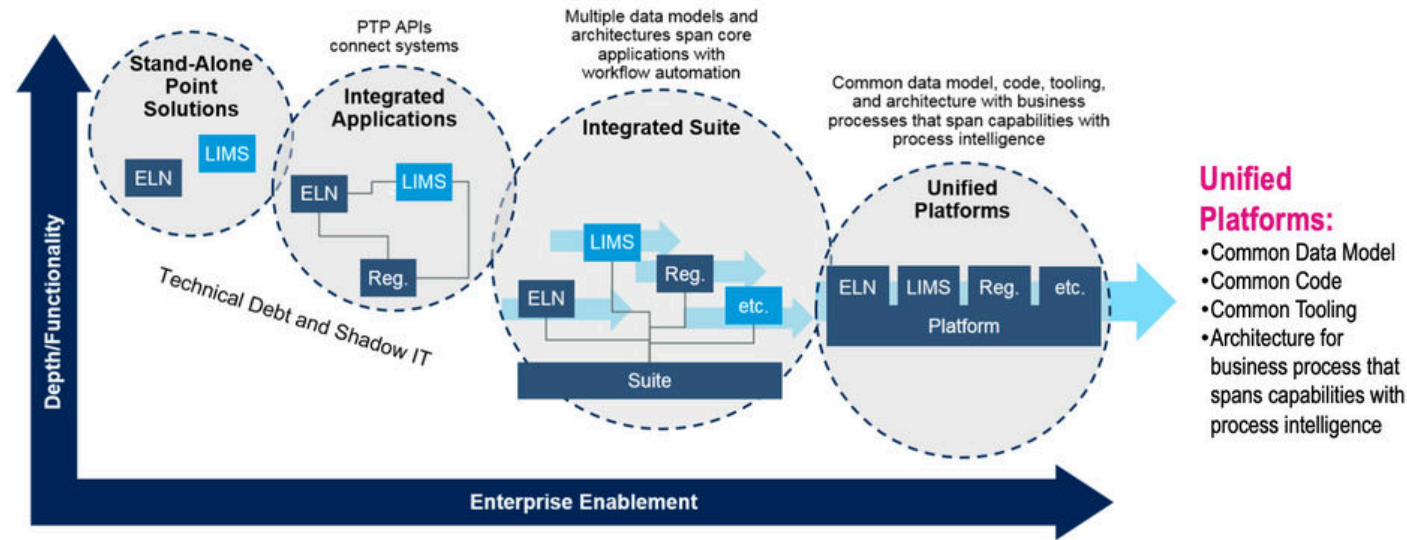 Depth/Functionality
Stand-Alone
Point
Solutions
LIMS
ELN
PTP APIs
connect systems
Integrated
Applications
ELN
LIMS
Reg.
Technical Debt and Shadow IT
Multiple data models and
architectures span core
applications with
workflow automation
Integrated Suite
LIMS
Reg.
ELN
etc.
Suite
Common data model, code, tooling,
and architecture with business
processes that span capabilities with
process intelligence
Unified
Platforms
ELN
LIMS
Reg.
etc.
Platform
Unified
Platforms:
•Common Data Model
•Common Code
•Common Tooling
•Architecture for
business process that
spans capabilities with
process intelligence
Enterprise Enablement